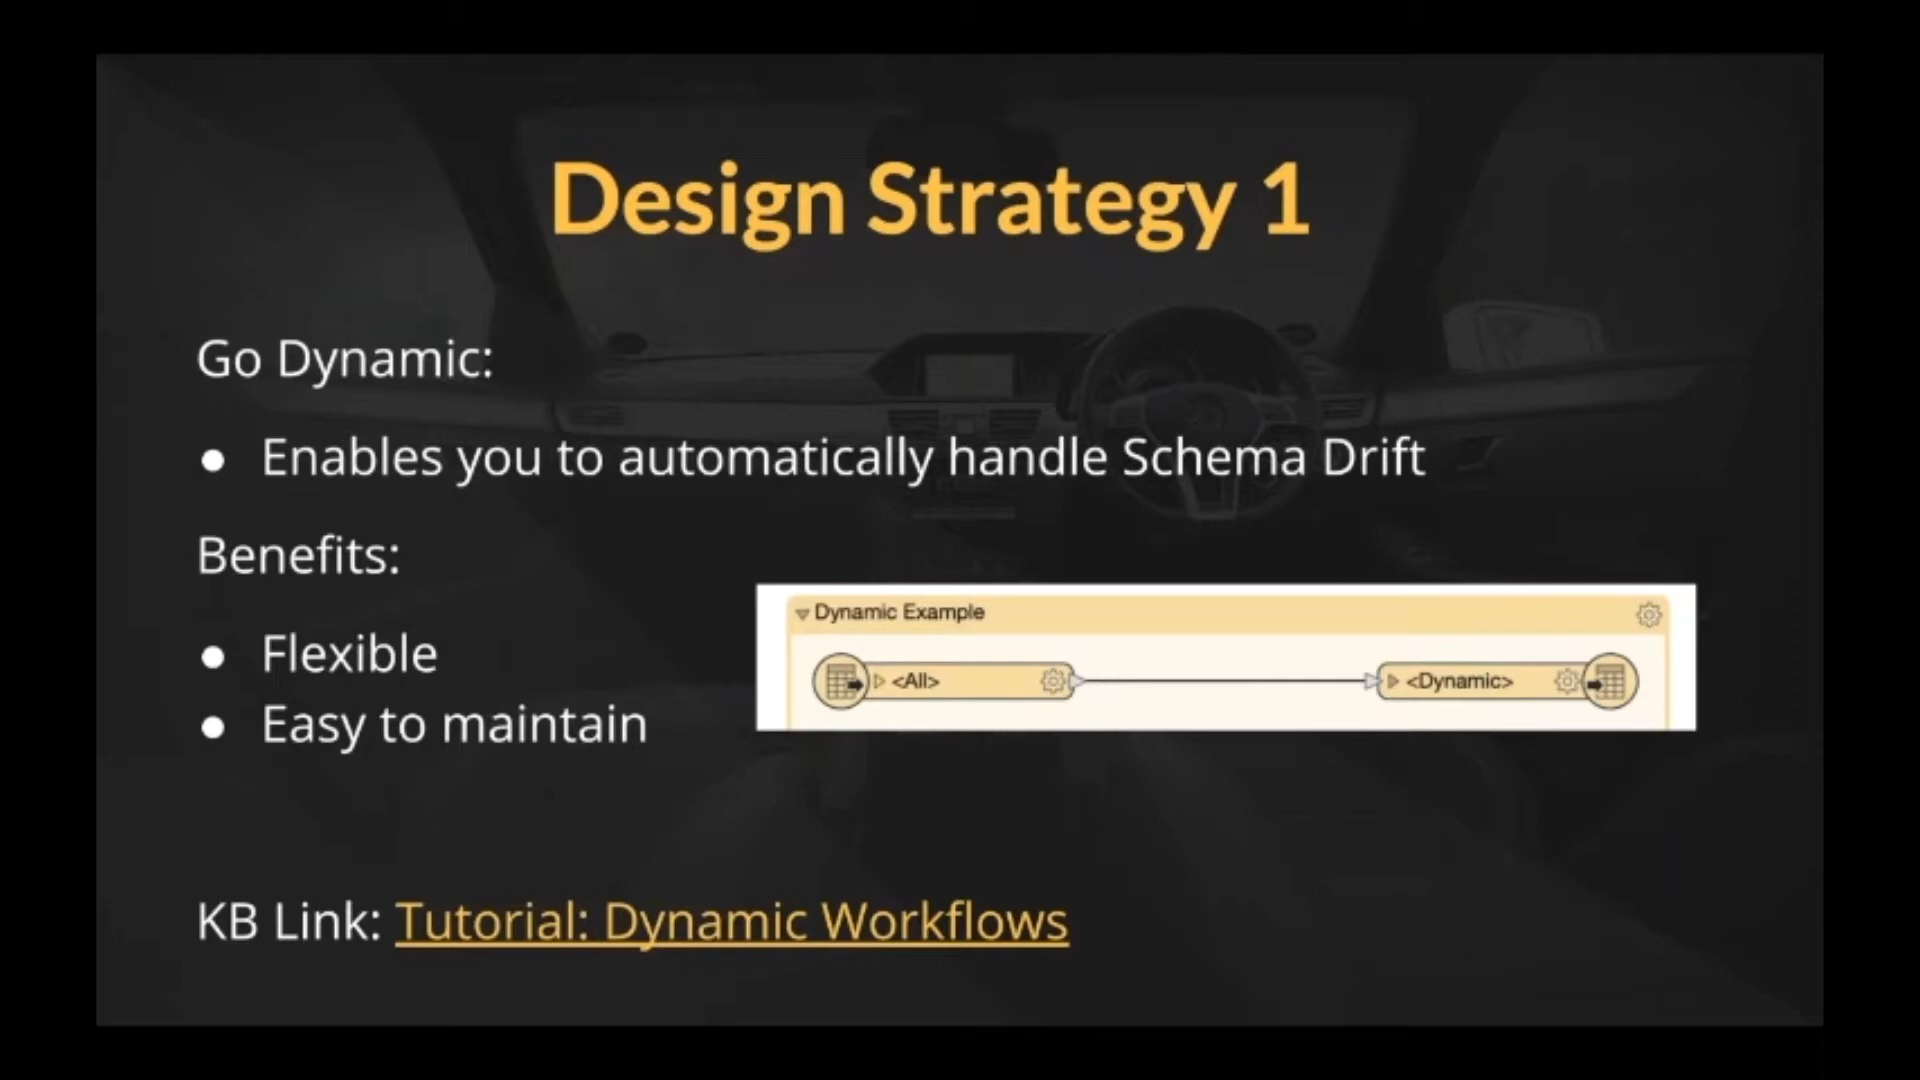 Design Strategy 1
Go Dynamic:
● Enables you to automatically handle Schema Drift
Benefits:
● Flexible
● Easy to maintain
Dynamic Example
<All>
<Dynamic>
KB Link: Tutorial: Dynamic Workflows